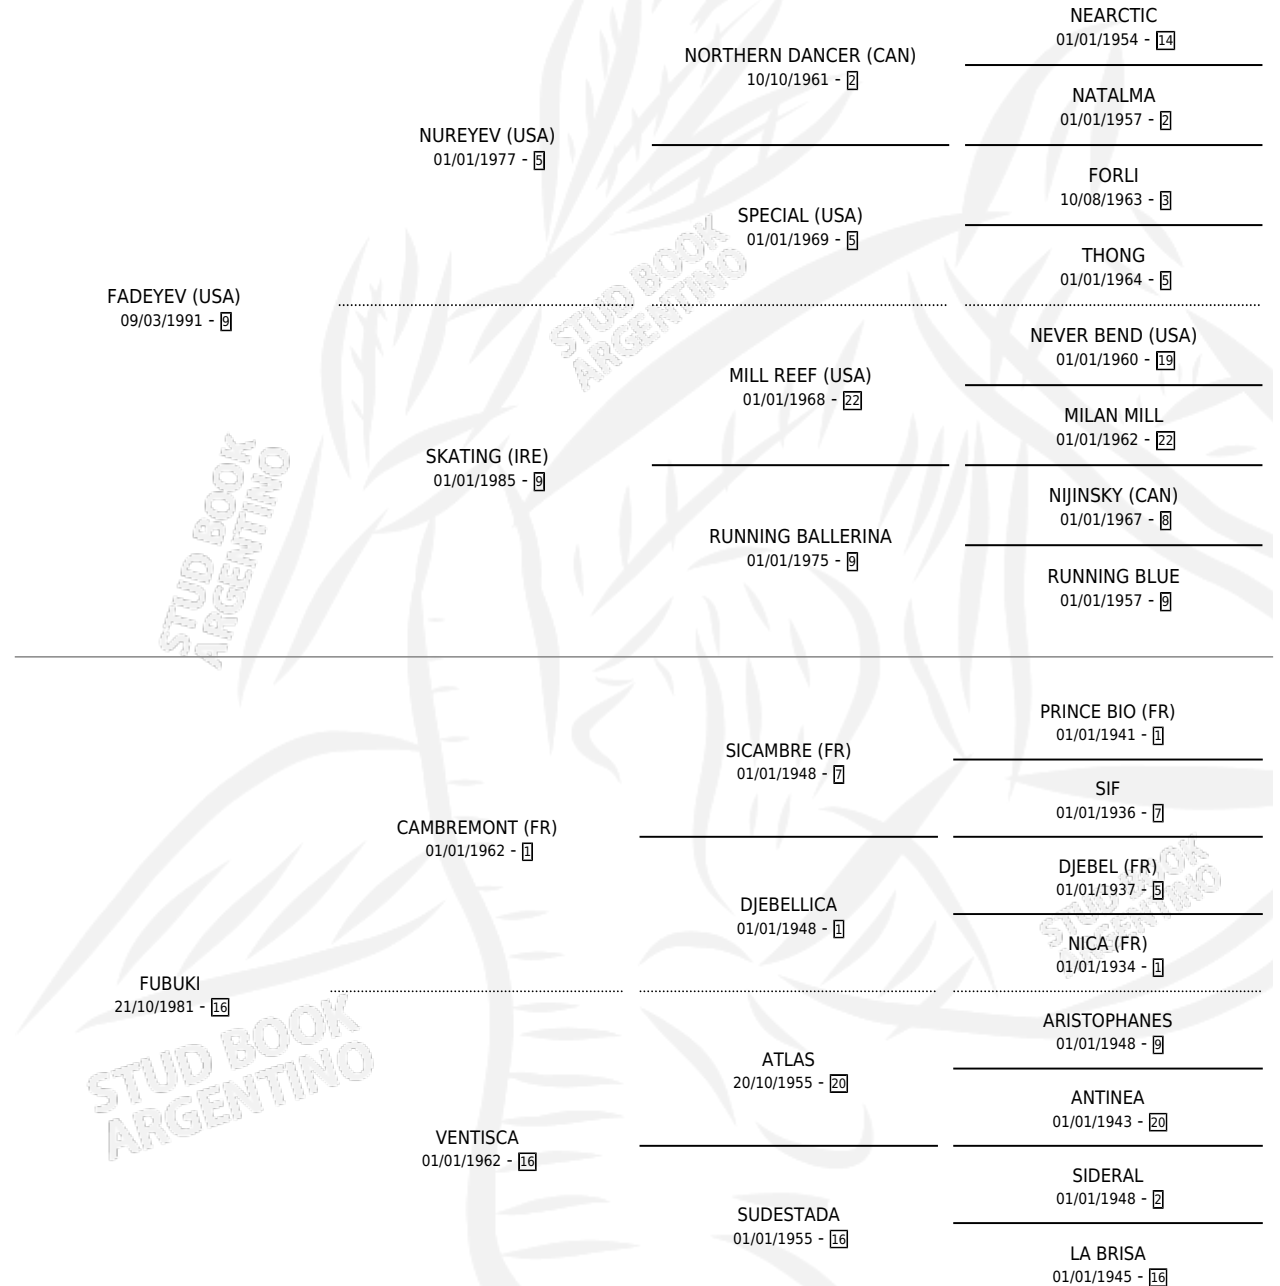 NEARCTIC
01/01/1954 - 14
NORTHERN DANCER (CAN)
10/10/1961 - 2
NATALMA
01/01/1957 - 2
NUREYEV (USA)
01/01/1977 - 5
FORLI
10/08/1963 - 3
SPECIAL (USA)
01/01/1969 - 5
THONG
01/01/1964 - 5
FADEYEV (USA)
09/03/1991 - 9
NEVER BEND (USA)
01/01/1960 - 19
MILL REEF (USA)
01/01/1968 - 22
MILAN MILL
01/01/1962 - 22
SKATING (IRE)
01/01/1985 - 9
NIJINSKY (CAN)
01/01/1967 - 8
RUNNING BALLERINA
01/01/1975 - 9
RUNNING BLUE
01/01/1957 - 9
PRINCE BIO (FR)
01/01/1941 - 1
SICAMBRE (FR)
01/01/1948 - 7
SIF
01/01/1936 - 7
CAMBREMONT (FR)
01/01/1962 - 1
DJEBEL (FR)
01/01/1937 - 5
DJEBELLICA
01/01/1948 - 1
NICA (FR)
01/01/1934 - 1
FUBUKI
21/10/1981 - 16
ARISTOPHANES
01/01/1948 - 9
ATLAS
20/10/1955 - 20
ANTINEA
01/01/1943 - 20
VENTISCA
01/01/1962 - 16
SIDERAL
01/01/1948 - 2
SUDESTADA
01/01/1955 - 16
LA BRISA
01/01/1945 - 16
STUD BOOK
ARGENTINO
STUD BOOK
ARGENTINO
STUD BOOK
ARGENTINO
STUD BOOK
ARGENTINO